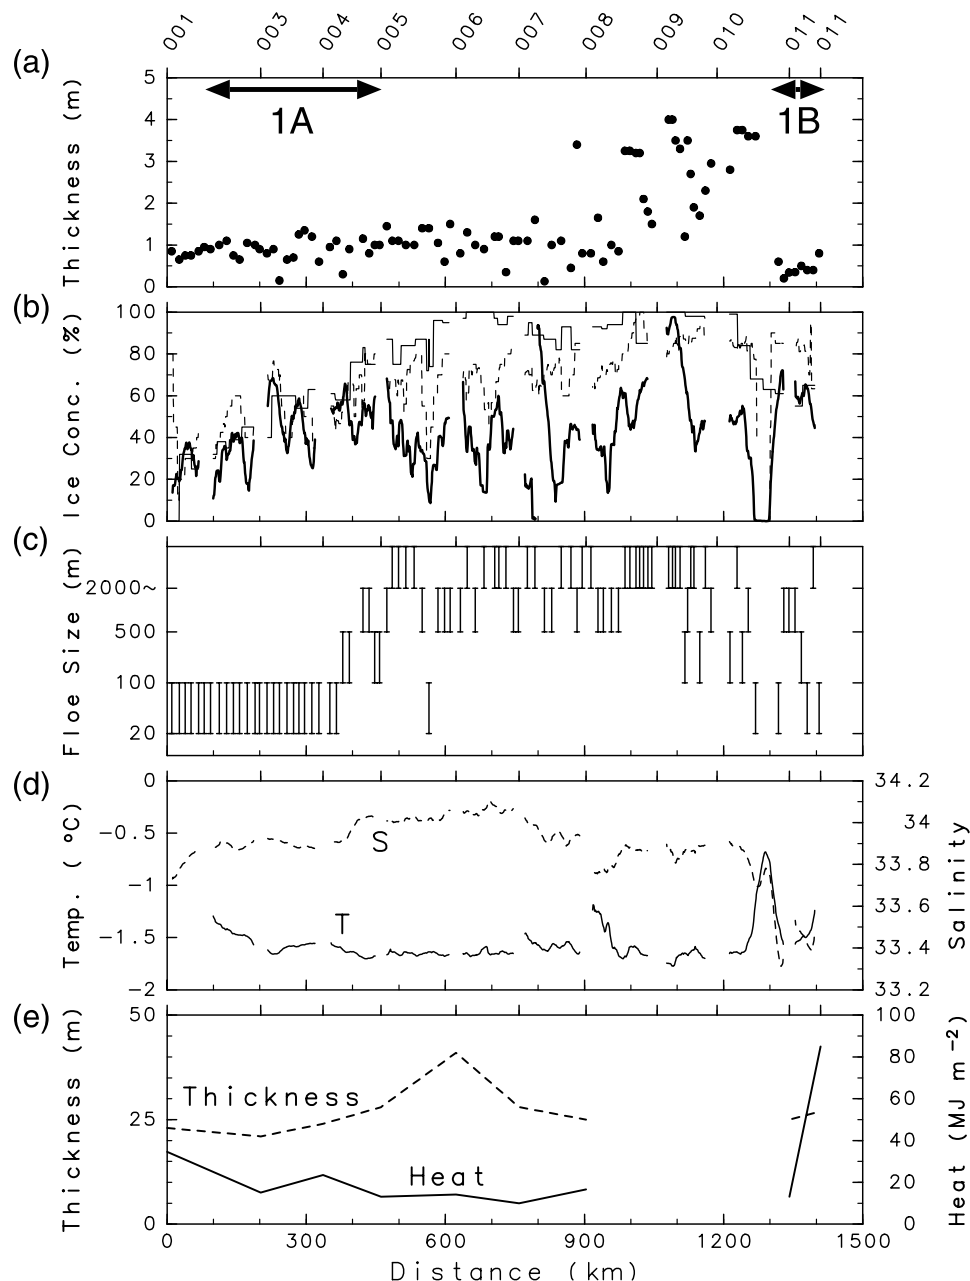 001 003 004 005 006 007 008 009 010 011 011
(a)
Thickness (m)
5
4
3
2
1
0
1A 1B
(b)
Ice Conc. (%)
100
80
60
40
20
0
(c)
Floe Size (m)
2000~
500
100
20
(d)
Temp. (°C)
0
-0.5
-1
-1.5
-2
S
T
34.2
34
33.8
33.6
33.4
33.2
Salinity
(e)
Thickness (m)
50
25
0
Thickness
Heat
100
80
60
40
20
0
Heat (MJ m⁻²)
0 300 600 900 1200 1500
Distance (km)